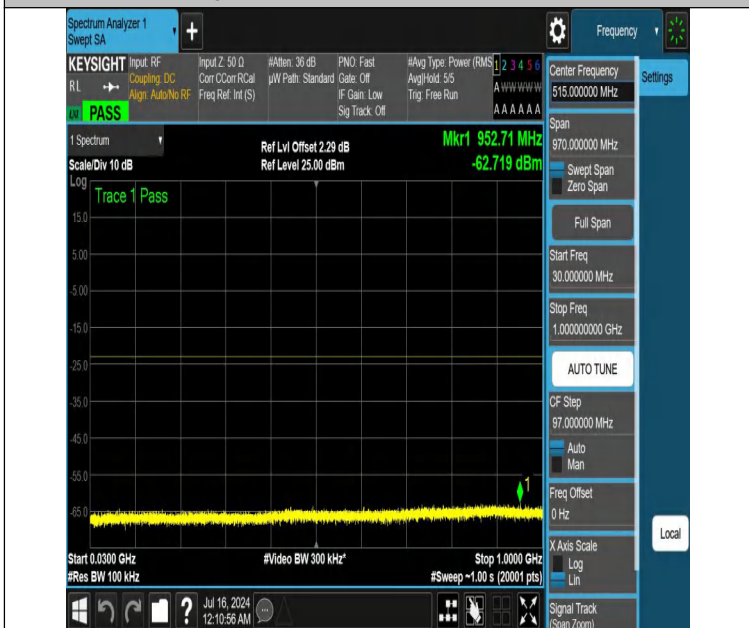 Spectrum Analyzer 1
Swept SA
+
Frequency
KEYSIGHT
RL
PASS
Input: RF
Coupling: DC
Align: Auto/No RF
Input Z: 50 Ω
Corr CCorr RCal
Freq Ref: Int (S)
#Atten: 36 dB
µW Path: Standard
PNO: Fast
Gate: Off
IF Gain: Low
Sig Track: Off
#Avg Type: Power (RMS
Avg|Hold: 5/5
Trig: Free Run
1 2 3 4 5 6
A W W W W W
A A A A A A
1 Spectrum
Scale/Div 10 dB
Ref Lvl Offset 2.29 dB
Ref Level 25.00 dBm
Mkr1 952.71 MHz
-62.719 dBm
Log
Trace 1 Pass
15.0
5.00
-5.00
-15.0
-25.0
-35.0
-45.0
-55.0
-65.0
1
Start 0.0300 GHz
#Res BW 100 kHz
#Video BW 300 kHz*
Stop 1.0000 GHz
#Sweep ~1.00 s (20001 pts)
Center Frequency
515.000000 MHz
Settings
Span
970.000000 MHz
Swept Span
Zero Span
Full Span
Start Freq
30.000000 MHz
Stop Freq
1.000000000 GHz
AUTO TUNE
CF Step
97.000000 MHz
Auto
Man
Freq Offset
0 Hz
X Axis Scale
Log
Lin
Signal Track
(Span Zoom)
Local
?
Jul 16, 2024
12:10:56 AM